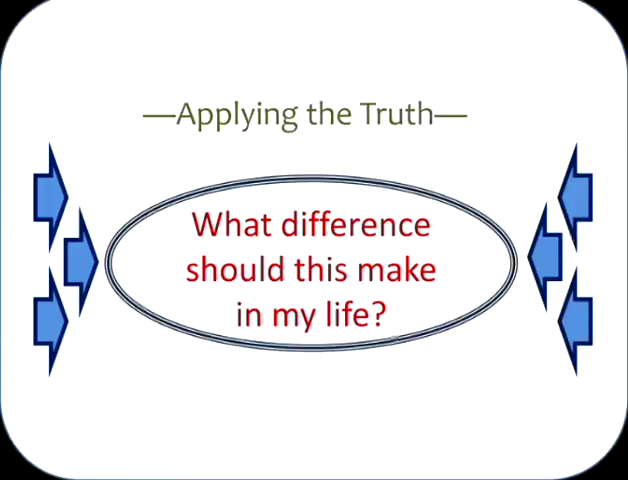 —Applying the Truth—
What difference
should this make
in my life?